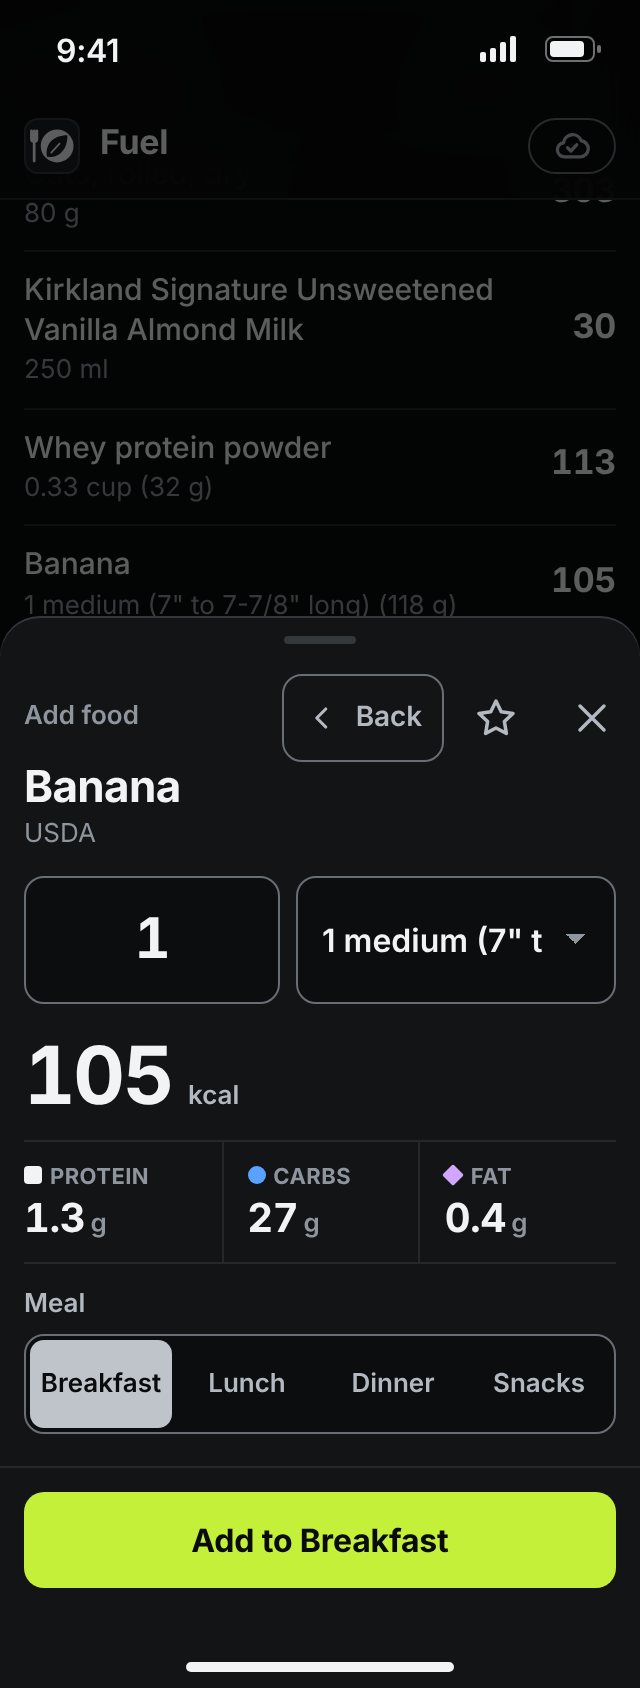 9:41
Fuel
303
80 g
Kirkland Signature Unsweetened
Vanilla Almond Milk
30
250 ml
Whey protein powder
113
0.33 cup (32 g)
Banana
105
1 medium (7" to 7-7/8" long) (118 g)
Add food
Back
Banana
USDA
1
1 medium (7" t
105 kcal
PROTEIN
CARBS
FAT
1.3 g
27 g
0.4 g
Meal
Breakfast
Lunch
Dinner
Snacks
Add to Breakfast